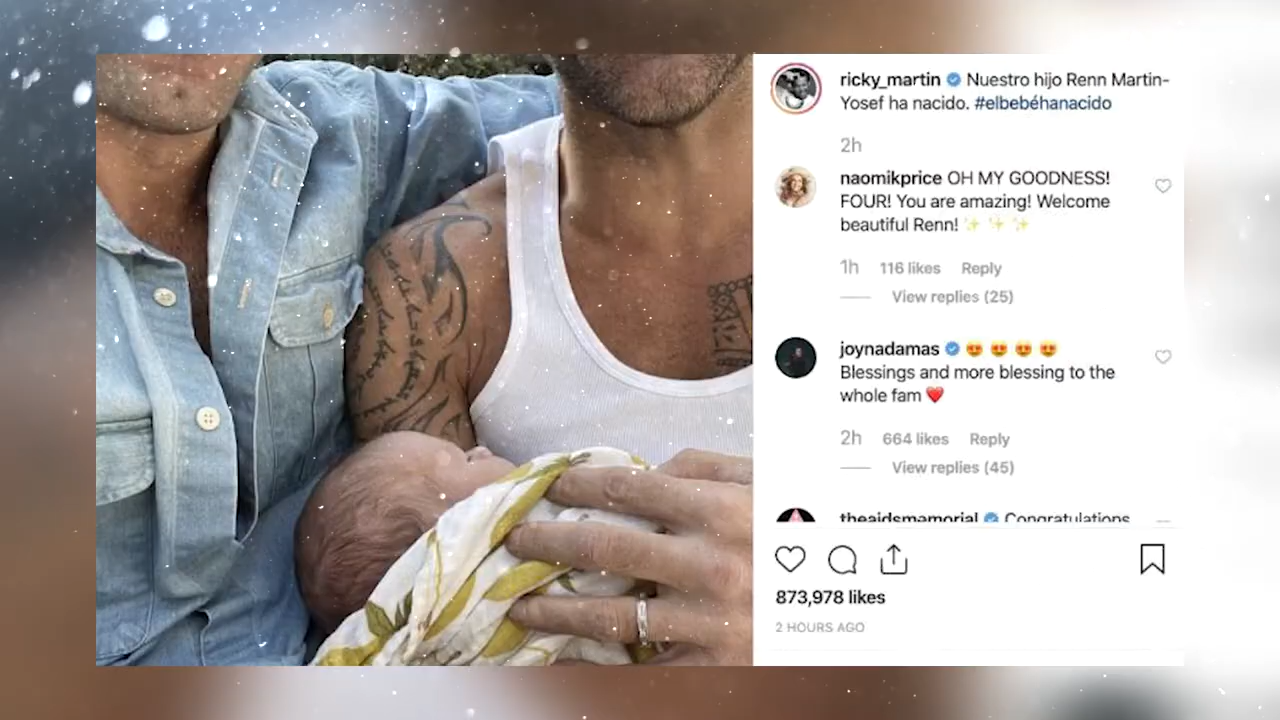 ricky_martin Nuestro hijo Renn Martin-
Yosef ha nacido. #elbebéhanacido
2h
naomikprice OH MY GOODNESS!
FOUR! You are amazing! Welcome
beautiful Renn! ✨ ✨ ✨
1h 116 likes Reply
View replies (25)
joynadamas 😍 😍 😍 😍
Blessings and more blessing to the
whole fam ❤️
2h 664 likes Reply
View replies (45)
theaidsmemorial Congratulations
873,978 likes
2 HOURS AGO